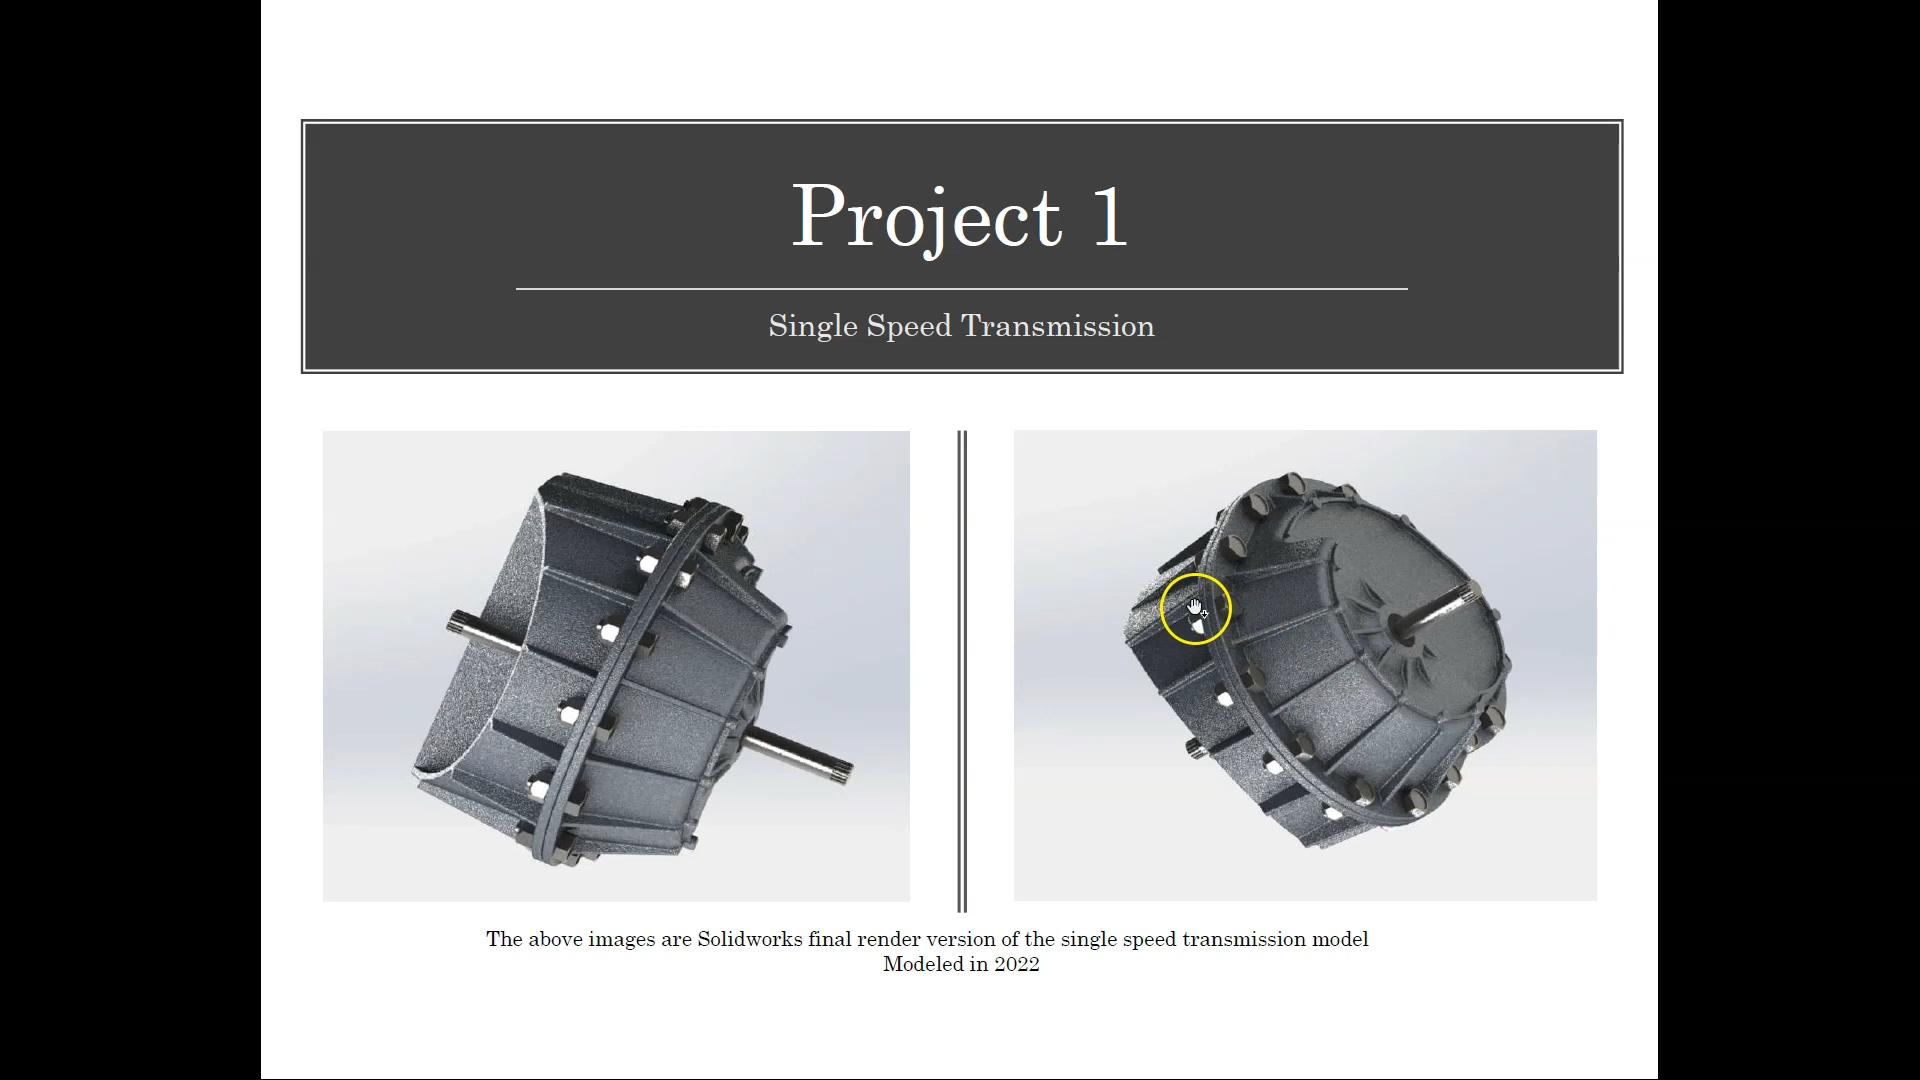 Project 1
Single Speed Transmission
The above images are Solidworks final render version of the single speed transmission model
Modeled in 2022